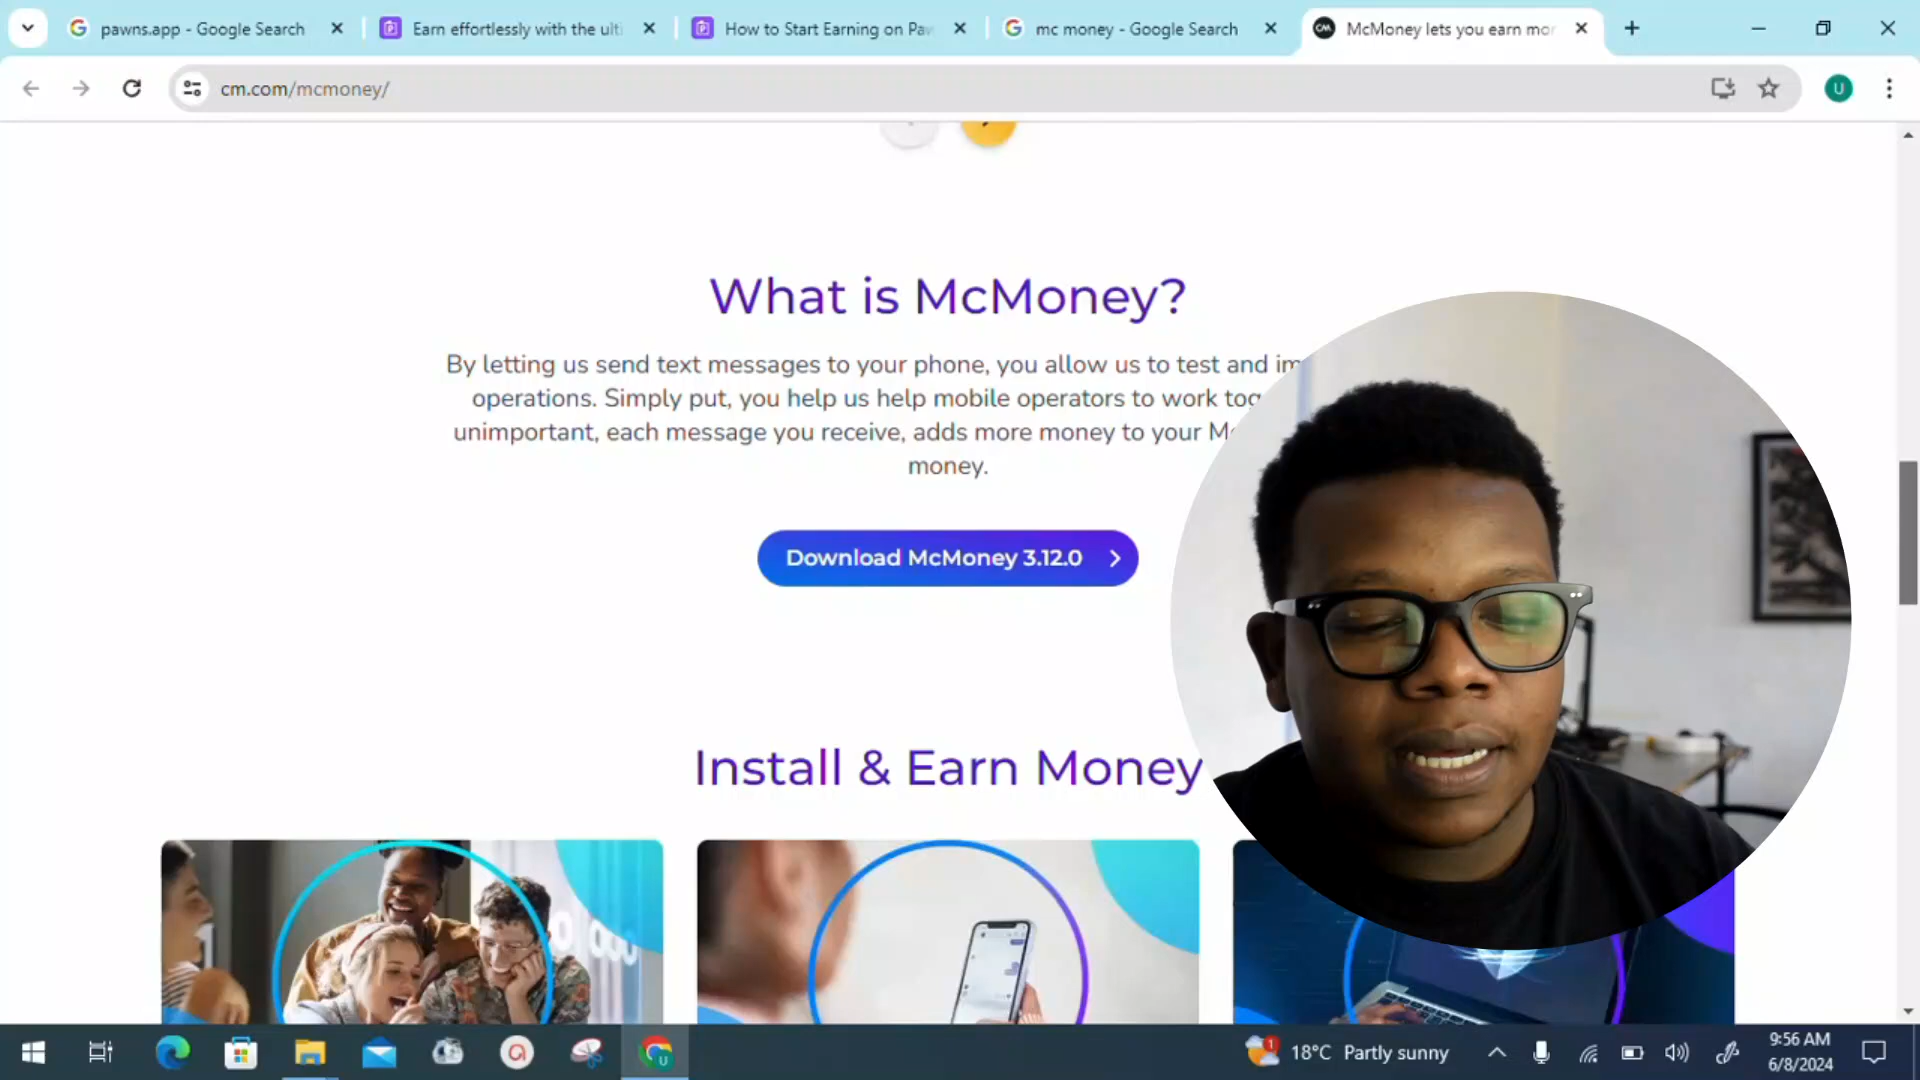 pawns.app - Google Search
Earn effortlessly with the ulti
How to Start Earning on Paw
mc money - Google Search
McMoney lets you earn mor
cm.com/mcmoney/
U
What is McMoney?
By letting us send text messages to your phone, you allow us to test and im
operations. Simply put, you help us help mobile operators to work tog
unimportant, each message you receive, adds more money to your Mc
money.
Download McMoney 3.12.0
Install & Earn Money
1
18°C Partly sunny
9:56 AM
6/8/2024